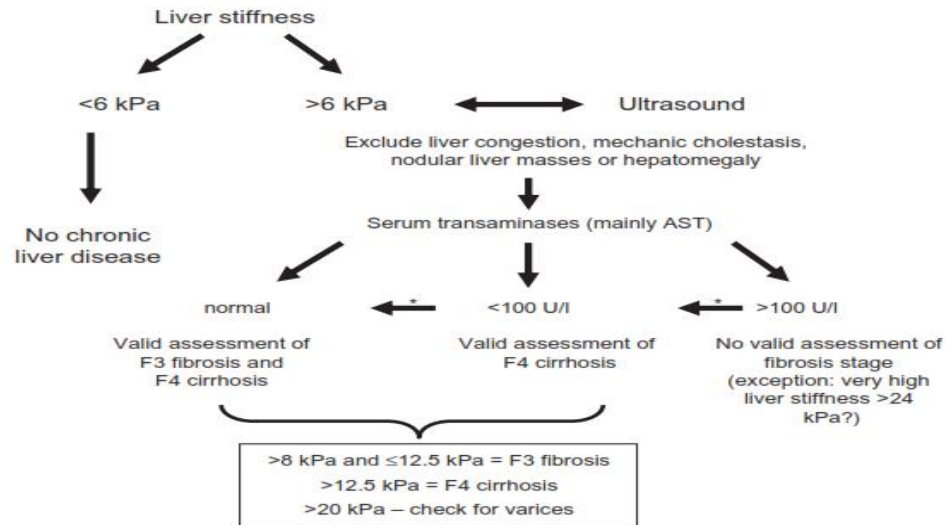 Liver stiffness
<6 kPa
>6 kPa
Ultrasound
Exclude liver congestion, mechanic cholestasis,
nodular liver masses or hepatomegaly
No chronic
liver disease
Serum transaminases (mainly AST)
normal
*
<100 U/l
*
>100 U/l
Valid assessment of
F3 fibrosis and
F4 cirrhosis
Valid assessment of
F4 cirrhosis
No valid assessment of
fibrosis stage
(exception: very high
liver stiffness >24
kPa?)
>8 kPa and ≤12.5 kPa = F3 fibrosis
>12.5 kPa = F4 cirrhosis
>20 kPa – check for varices